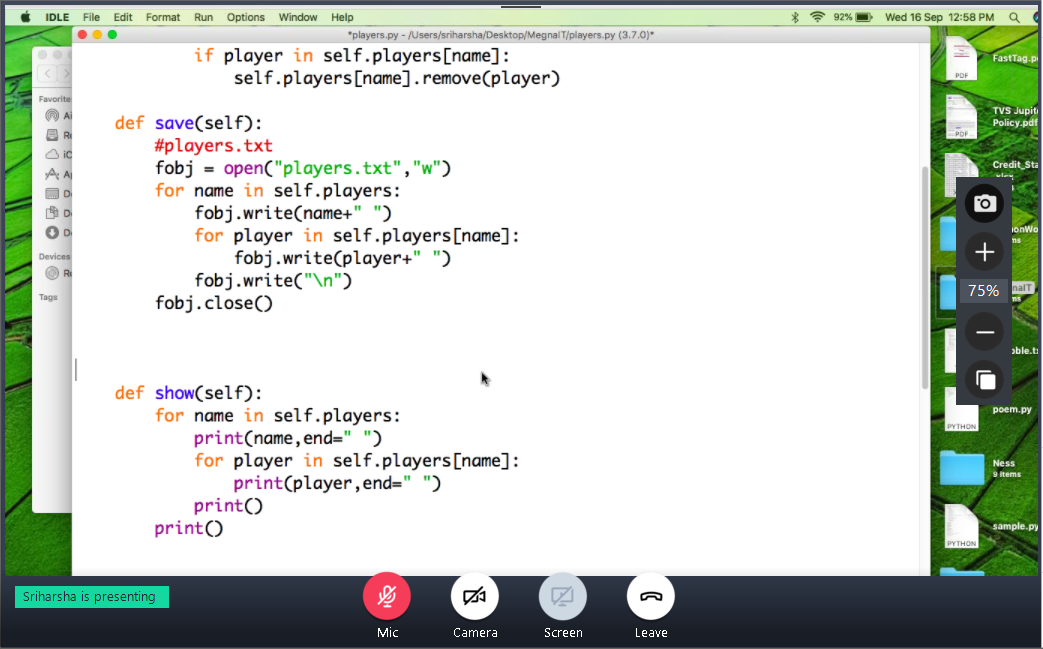 IDLE File Edit Format Run Options Window Help 92% Wed 16 Sep 12:58 PM
*players.py - /Users/sriharsha/Desktop/MegnaIT/players.py (3.7.0)*
if player in self.players[name]:
self.players[name].remove(player)
def save(self):
#players.txt
fobj = open("players.txt","w")
for name in self.players:
fobj.write(name+" ")
for player in self.players[name]:
fobj.write(player+" ")
fobj.write("\n")
fobj.close()
def show(self):
for name in self.players:
print(name,end=" ")
for player in self.players[name]:
print(player,end=" ")
print()
print()
Favorite
Ai
Re
iC
Ap
D
D
D
Devices
Re
Tags
PDF
FastTag.p
PDF
TVS Jupit
Policy.pdf
Credit_Sta
75%
poem.py
PYTHON
Ness
9 items
sample.py
PYTHON
Sriharsha is presenting
Mic
Camera
Screen
Leave